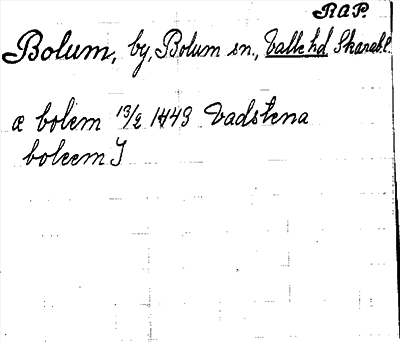 RAP.
Bolum, by, Bolum sn., Valle hd Skarab.l.
æ bolem 13/2 1443 Vadstena
boleem I